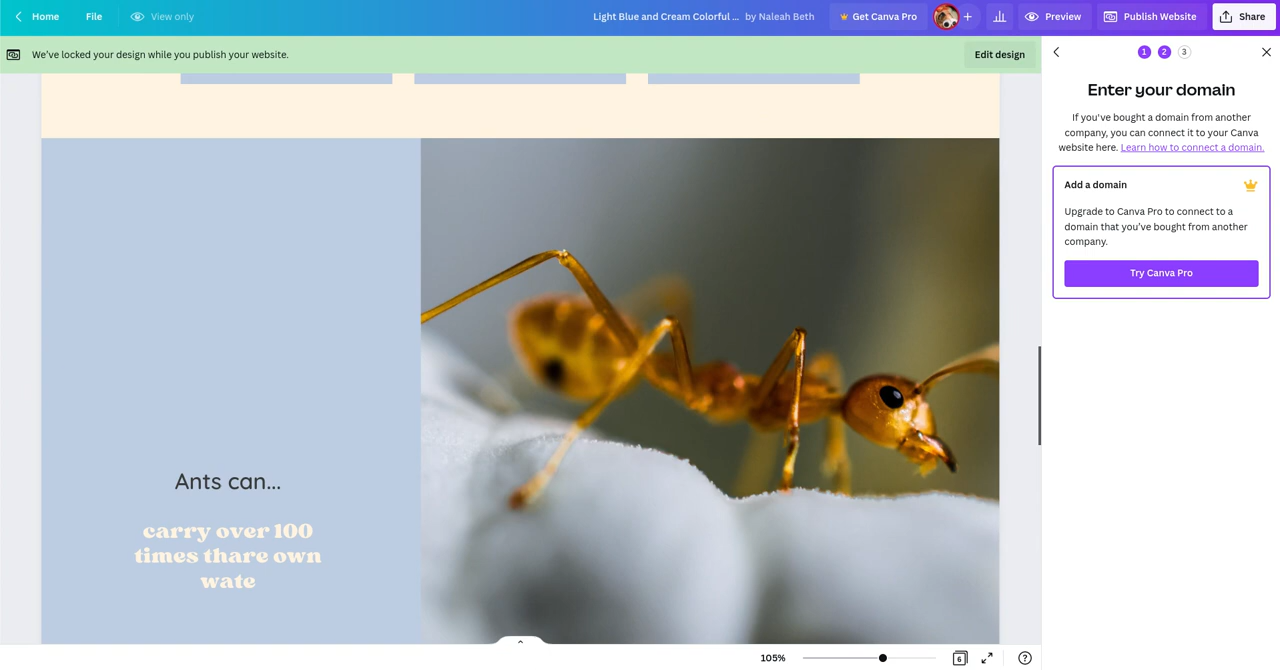 Home File View only Light Blue and Cream Colorful ... by Naleah Beth Get Canva Pro + Preview Publish Website Share
We've locked your design while you publish your website. Edit design
1 2 3
Enter your domain
If you've bought a domain from another
company, you can connect it to your Canva
website here. Learn how to connect a domain.
Add a domain
Upgrade to Canva Pro to connect to a
domain that you've bought from another
company.
Try Canva Pro
Ants can...
carry over 100
times thare own
wate
105% 6 ?